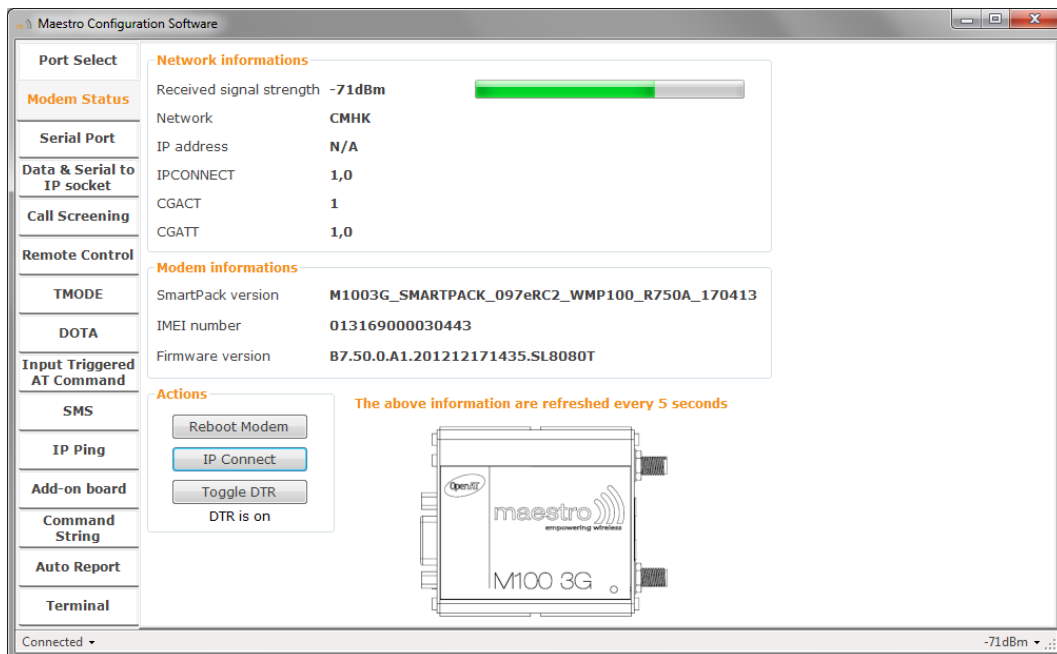 Maestro Configuration Software
Port Select
Modem Status
Serial Port
Data & Serial to
IP socket
Call Screening
Remote Control
TMODE
DOTA
Input Triggered
AT Command
SMS
IP Ping
Add-on board
Command
String
Auto Report
Terminal
Network informations
Received signal strength -71dBm
Network CMHK
IP address N/A
IPCONNECT 1,0
CGACT 1
CGATT 1,0
Modem informations
SmartPack version M1003G_SMARTPACK_097eRC2_WMP100_R750A_170413
IMEI number 013169000030443
Firmware version B7.50.0.A1.201212171435.SL8080T
Actions
Reboot Modem
IP Connect
Toggle DTR
DTR is on
The above information are refreshed every 5 seconds
OpenAT
maestro
empowering wireless
M100 3G
Connected
-71dBm